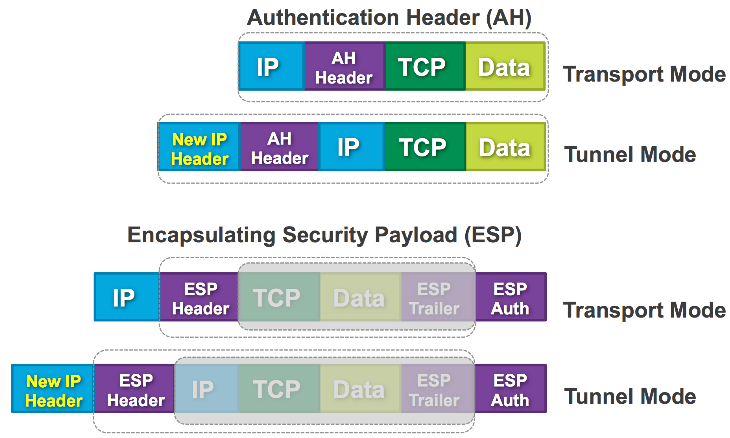 Authentication Header (AH)
IP AH Header TCP Data Transport Mode
New IP Header AH Header IP TCP Data Tunnel Mode
Encapsulating Security Payload (ESP)
IP ESP Header TCP Data ESP Trailer ESP Auth Transport Mode
New IP Header ESP Header IP TCP Data ESP Trailer ESP Auth Tunnel Mode